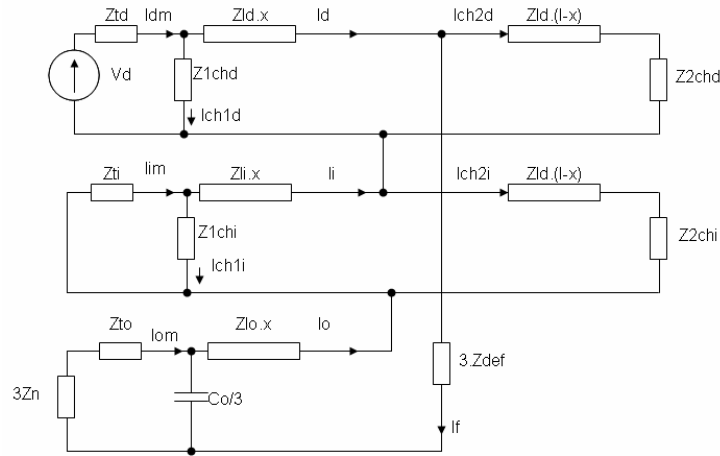 Ztd Idm Zld.x Id Ich2d Zld.(l-x)
Vd Z1chd Z2chd
Ich1d
Zti Iim Zli.x Ii Ich2i Zld.(l-x)
Z1chi Z2chi
Ich1i
Zto Iom Zlo.x Io
3Zn Co/3 3.Zdef
If